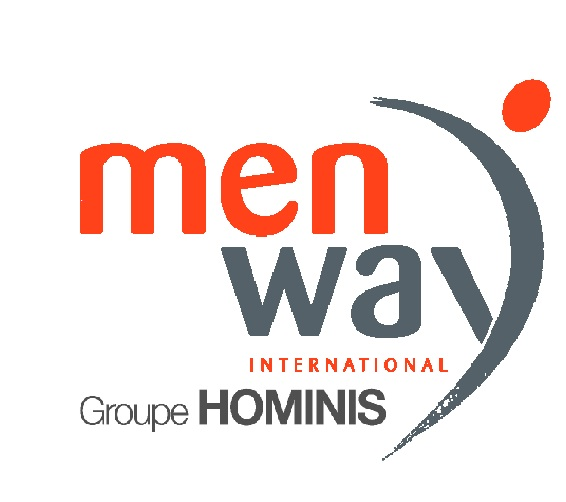 men
way
INTERNATIONAL
Groupe HOMINIS